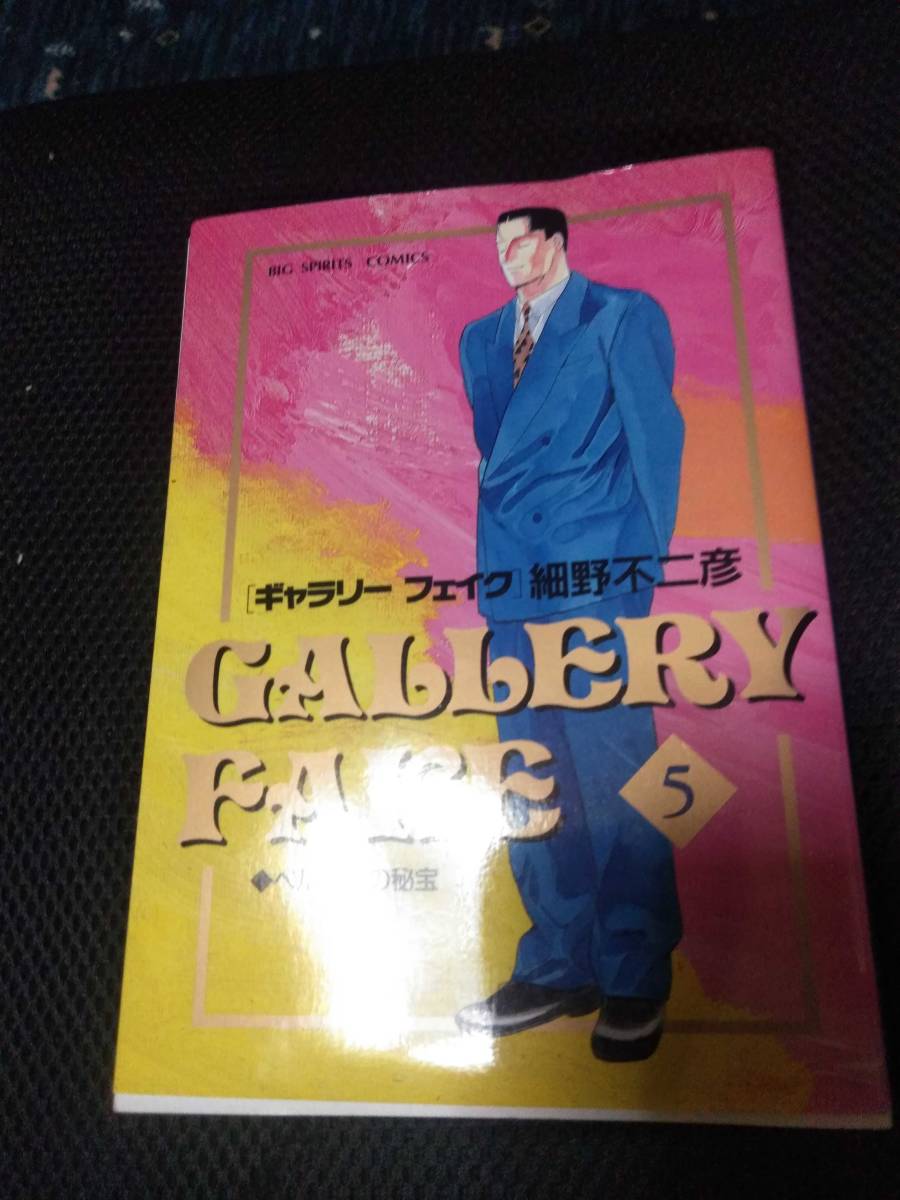 BIG SPIRITS COMICS
[ギャラリー フェイク] 細野不二彦
GALLERY
FAKE
5
の秘宝